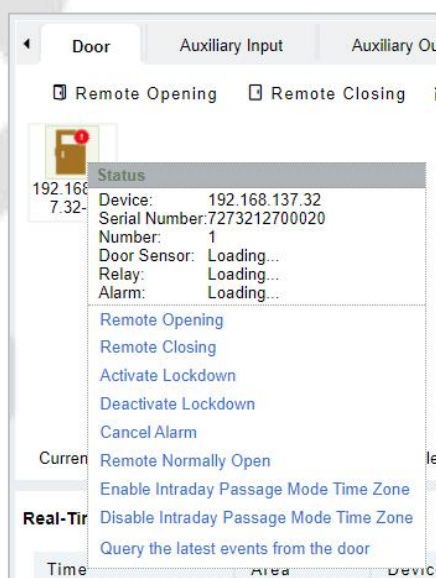 Door Auxiliary Input Auxiliary
Remote Opening Remote Closing
192.168
7.32-
Status
Device: 192.168.137.32
Serial Number:7273212700020
Number: 1
Door Sensor: Loading...
Relay: Loading...
Alarm: Loading...
Remote Opening
Remote Closing
Activate Lockdown
Deactivate Lockdown
Cancel Alarm
Curren
Remote Normally Open
Enable Intraday Passage Mode Time Zone
Real-Tir
Disable Intraday Passage Mode Time Zone
Query the latest events from the door
Time Area Devic